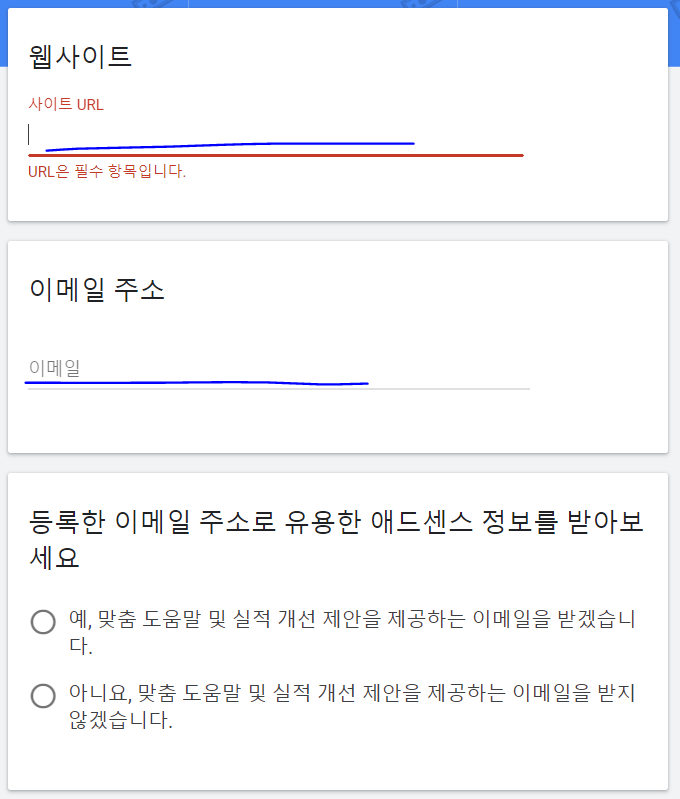 웹사이트
사이트 URL
URL은 필수 항목입니다.
이메일 주소
이메일
등록한 이메일 주소로 유용한 애드센스 정보를 받아보
세요
예, 맞춤 도움말 및 실적 개선 제안을 제공하는 이메일을 받겠습니
다.
아니요, 맞춤 도움말 및 실적 개선 제안을 제공하는 이메일을 받지
않겠습니다.